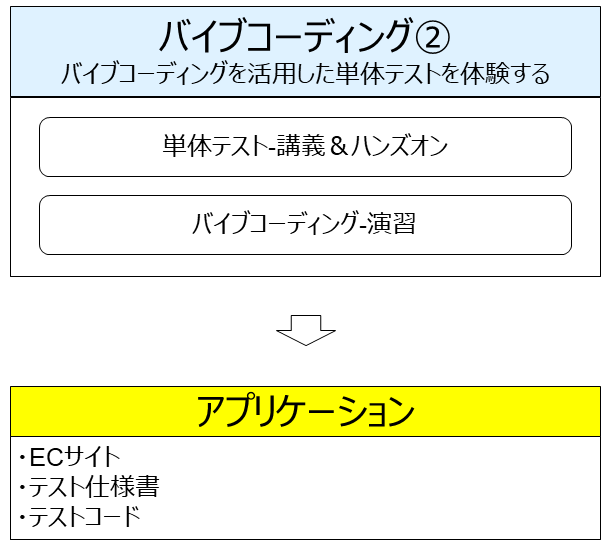 バイブコーディング②
バイブコーディングを活用した単体テストを体験する
単体テスト-講義＆ハンズオン
バイブコーディング-演習
アプリケーション
・ECサイト
・テスト仕様書
・テストコード